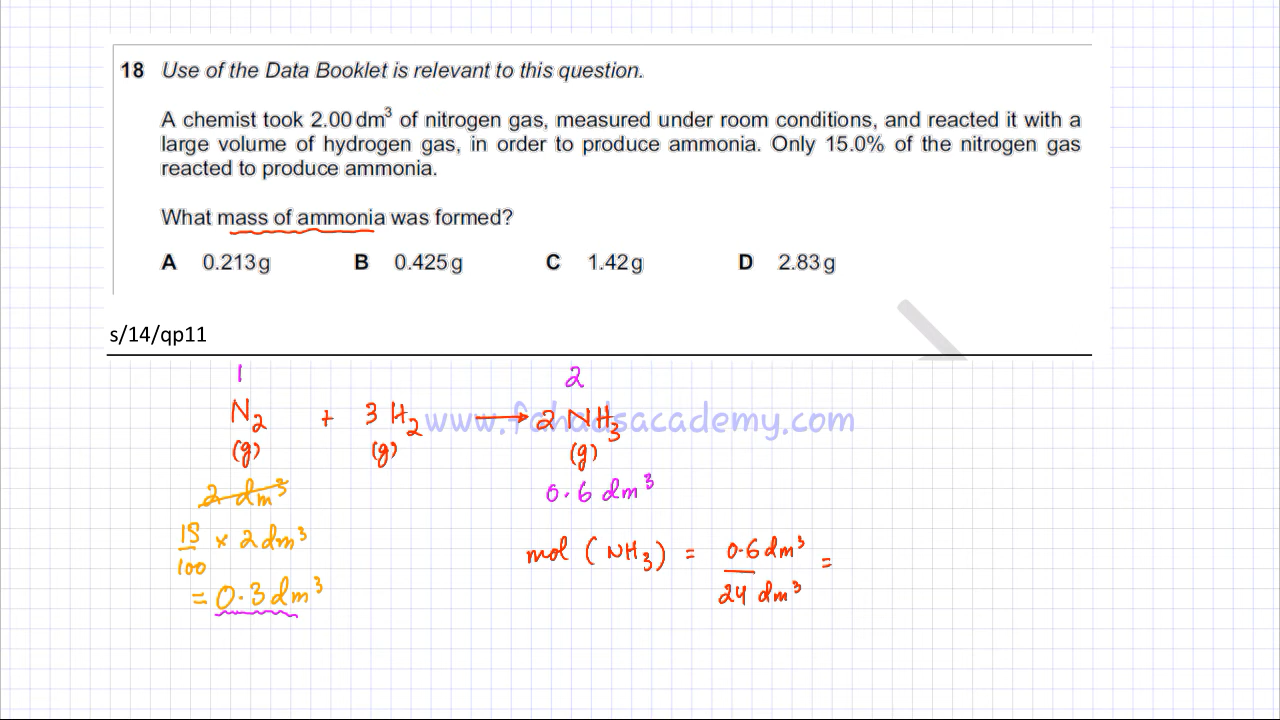 18 Use of the Data Booklet is relevant to this question.
A chemist took 2.00 dm³ of nitrogen gas, measured under room conditions, and reacted it with a
large volume of hydrogen gas, in order to produce ammonia. Only 15.0% of the nitrogen gas
reacted to produce ammonia.
What mass of ammonia was formed?
A 0.213 g B 0.425 g C 1.42 g D 2.83 g
s/14/qp11
1 2
N₂ + 3 H₂ → 2 NH₃
www.fahadsacademy.com
(g) (g) (g)
2 dm³ 0.6 dm³
15/100 × 2 dm³
= 0.3 dm³
mol (NH₃) = 0.6 dm³ / 24 dm³ =